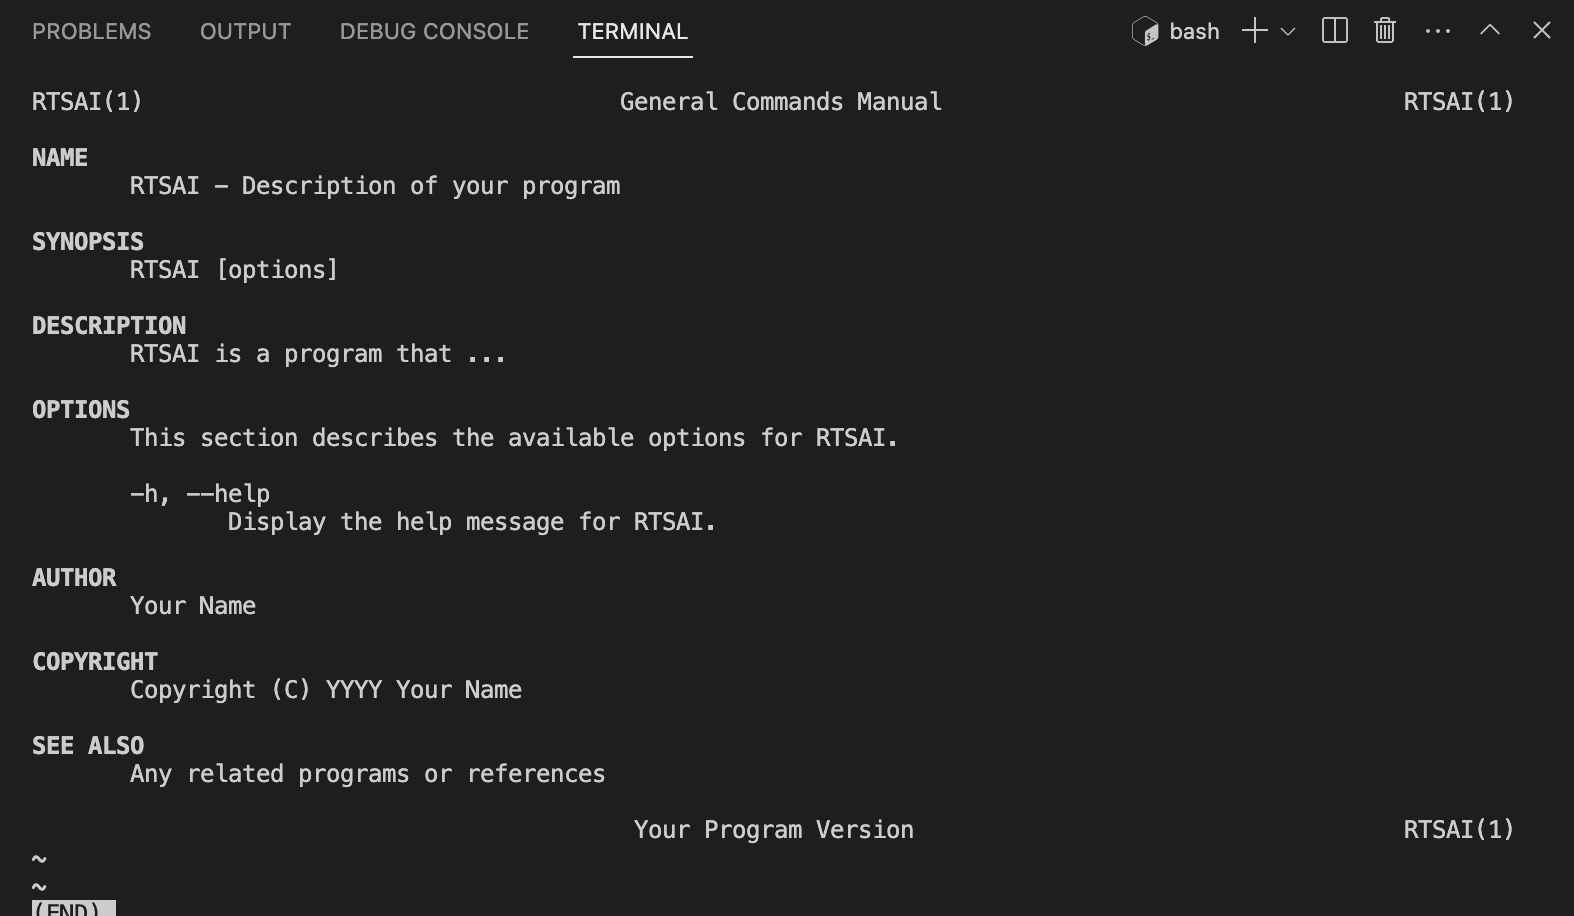 PROBLEMS OUTPUT DEBUG CONSOLE TERMINAL bash
RTSAI(1) General Commands Manual RTSAI(1)
NAME
RTSAI – Description of your program
SYNOPSIS
RTSAI [options]
DESCRIPTION
RTSAI is a program that ...
OPTIONS
This section describes the available options for RTSAI.
-h, --help
Display the help message for RTSAI.
AUTHOR
Your Name
COPYRIGHT
Copyright (C) YYYY Your Name
SEE ALSO
Any related programs or references
Your Program Version RTSAI(1)
~
~
(END)